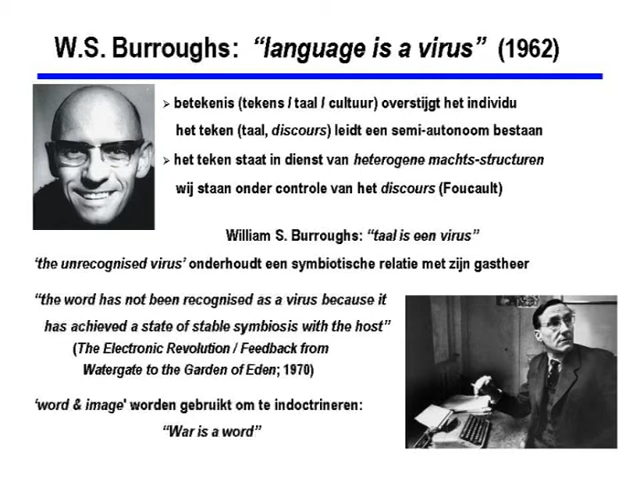 W.S. Burroughs: “language is a virus” (1962)
➢ betekenis (tekens / taal / cultuur) overstijgt het individu
het teken (taal, discours) leidt een semi-autonoom bestaan
➢ het teken staat in dienst van heterogene machts-structuren
wij staan onder controle van het discours (Foucault)
William S. Burroughs: “taal is een virus”
‘the unrecognised virus’ onderhoudt een symbiotische relatie met zijn gastheer
“the word has not been recognised as a virus because it
has achieved a state of stable symbiosis with the host”
(The Electronic Revolution / Feedback from
Watergate to the Garden of Eden; 1970)
‘word & image' worden gebruikt om te indoctrineren:
“War is a word”